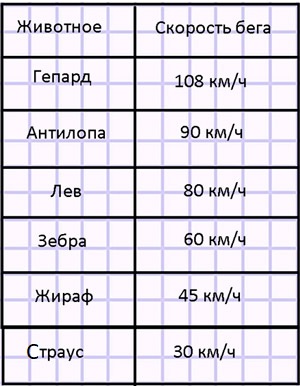 Животное Скорость бега
Гепард 108 км/ч
Антилопа 90 км/ч
Лев 80 км/ч
Зебра 60 км/ч
Жираф 45 км/ч
Страус 30 км/ч